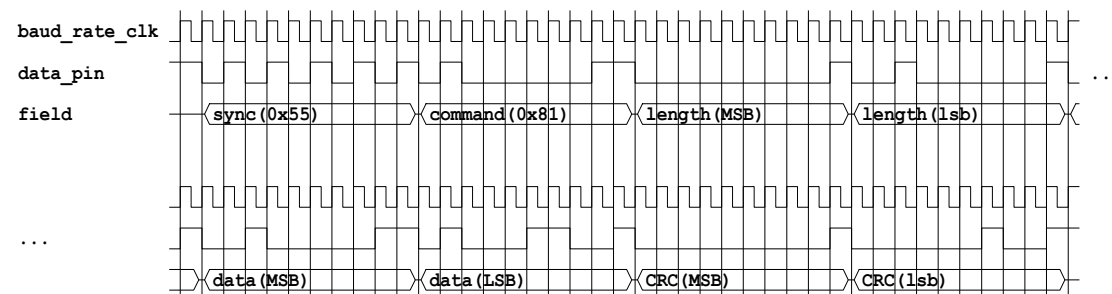 baud_rate_clk
data_pin ..
field sync(0x55) command(0x81) length(MSB) length(lsb)
...
data(MSB) data(LSB) CRC(MSB) CRC(lsb)